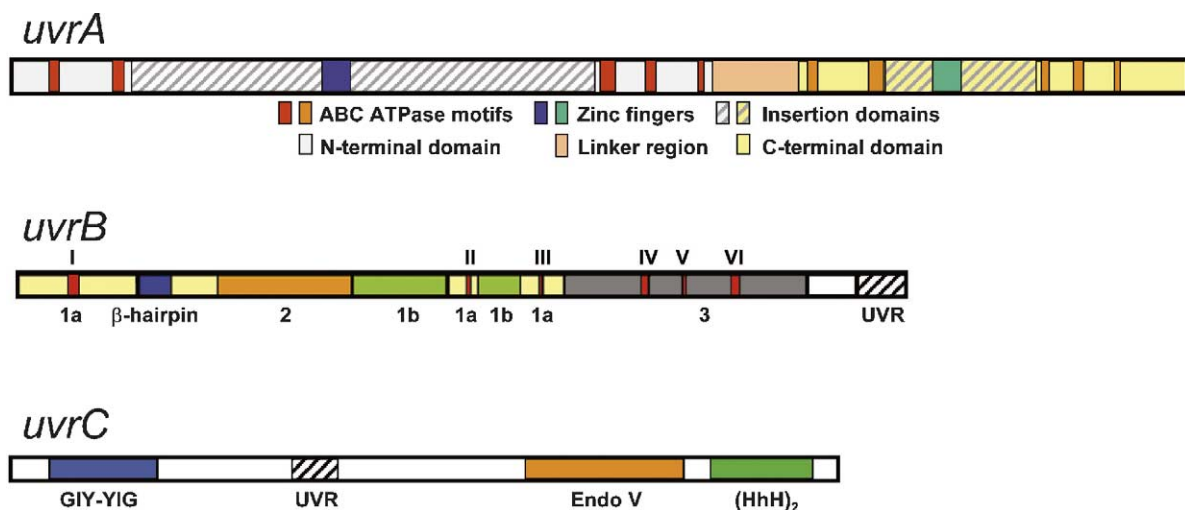 uvrA
ABC ATPase motifs Zinc fingers Insertion domains
N-terminal domain Linker region C-terminal domain
uvrB
I II III IV V VI
1a β-hairpin 2 1b 1a 1b 1a 3 UVR
uvrC
GIY-YIG UVR Endo V (HhH)₂